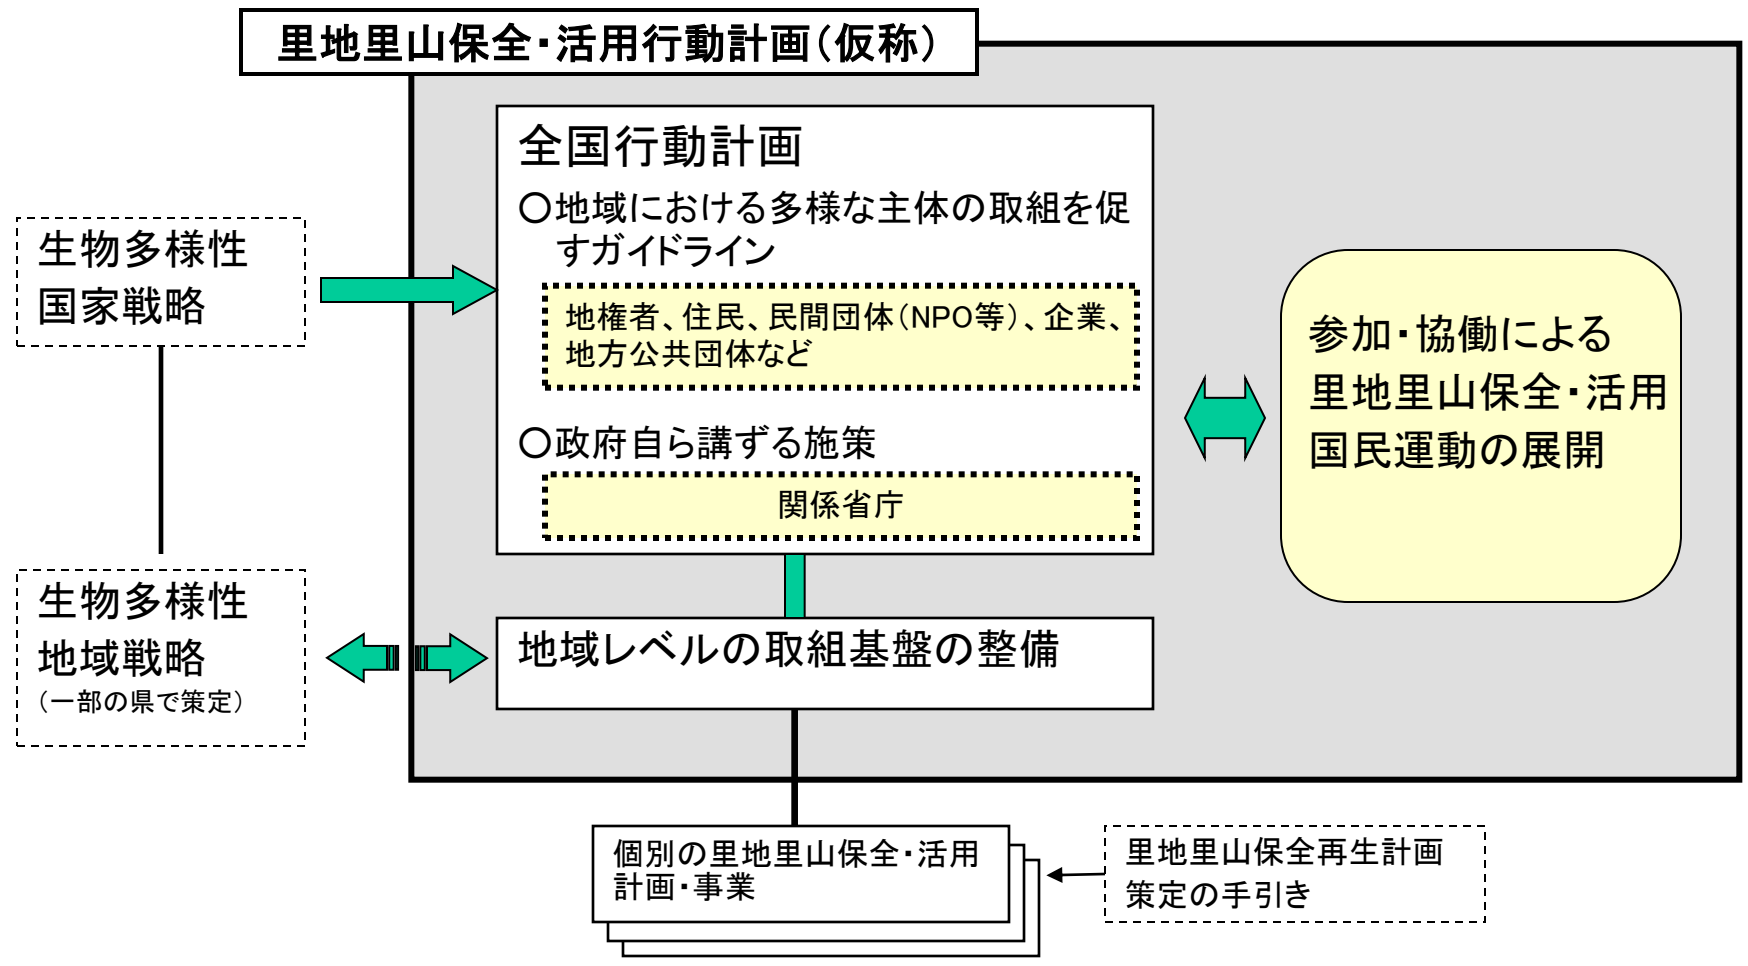 里地里山保全・活用行動計画（仮称）
全国行動計画
○地域における多様な主体の取組を促
すガイドライン
地権者、住民、民間団体（NPO等）、企業、
地方公共団体など
○政府自ら講ずる施策
関係省庁
生物多様性
国家戦略
参加・協働による
里地里山保全・活用
国民運動の展開
生物多様性
地域戦略
（一部の県で策定）
地域レベルの取組基盤の整備
個別の里地里山保全・活用
計画・事業
里地里山保全再生計画
策定の手引き